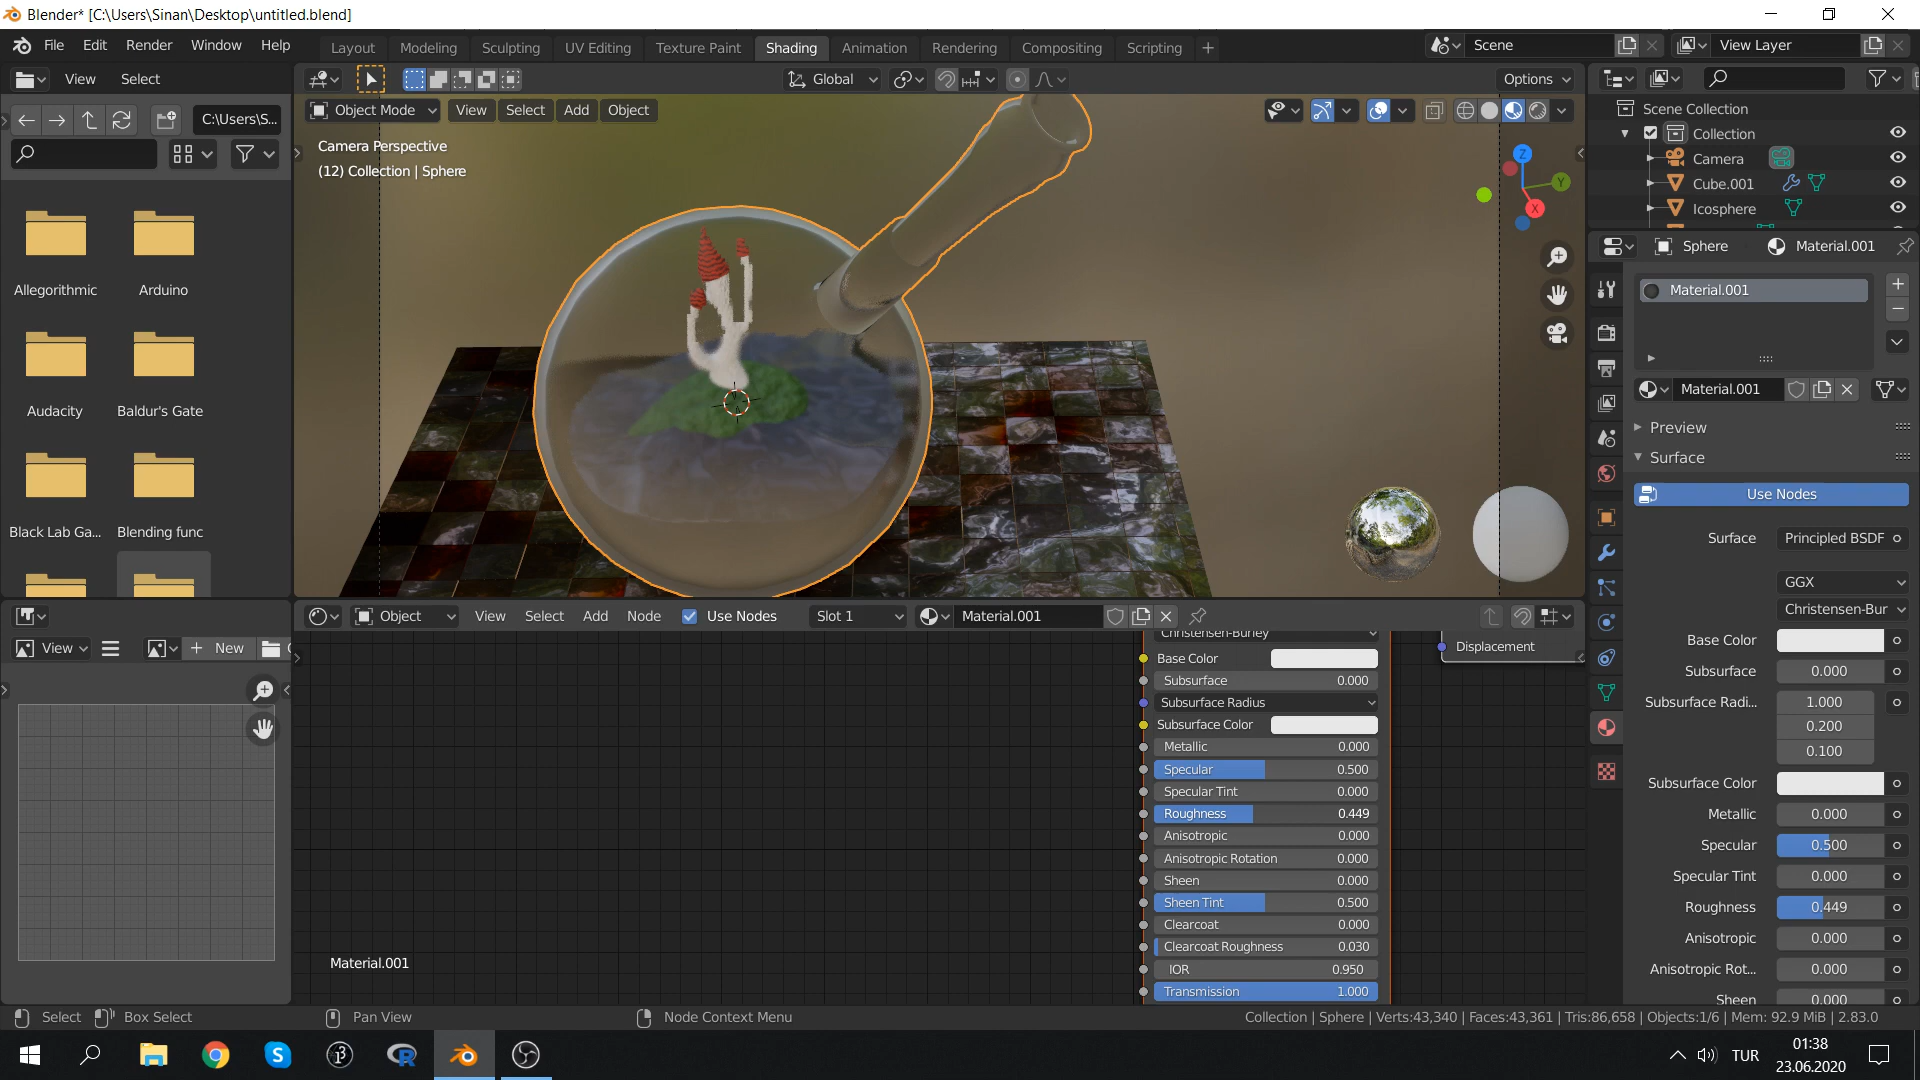 Blender* [C:\Users\Sinan\Desktop\untitled.blend]
File Edit Render Window Help
Layout Modeling Sculpting UV Editing Texture Paint Shading Animation Rendering Compositing Scripting
Scene
View Layer
View Select
Global
Options
C:\Users\S...
Object Mode View Select Add Object
Camera Perspective
(12) Collection | Sphere
Z
Y
X
Scene Collection
Collection
Camera
Cube.001
Icosphere
Allegorithmic Arduino
Audacity Baldur's Gate
Black Lab Ga... Blending func
Sphere Material.001
Material.001
Material.001
Preview
Surface
Use Nodes
Surface Principled BSDF
GGX
Christensen-Bur
Base Color
Subsurface 0.000
Subsurface Radi... 1.000
0.200
0.100
Subsurface Color
Metallic 0.000
Specular 0.500
Specular Tint 0.000
Roughness 0.449
Anisotropic 0.000
Anisotropic Rot... 0.000
Sheen 0.000
View
New
Object View Select Add Node Use Nodes Slot 1 Material.001
Christensen-Burley
Base Color
Subsurface 0.000
Subsurface Radius
Subsurface Color
Metallic 0.000
Specular 0.500
Specular Tint 0.000
Roughness 0.449
Anisotropic 0.000
Anisotropic Rotation 0.000
Sheen 0.000
Sheen Tint 0.500
Clearcoat 0.000
Clearcoat Roughness 0.030
IOR 0.950
Transmission 1.000
Displacement
Material.001
Select Box Select Pan View Node Context Menu
Collection | Sphere | Verts:43,340 | Faces:43,361 | Tris:86,658 | Objects:1/6 | Mem: 92.9 MiB | 2.83.0
TUR
01:38
23.06.2020